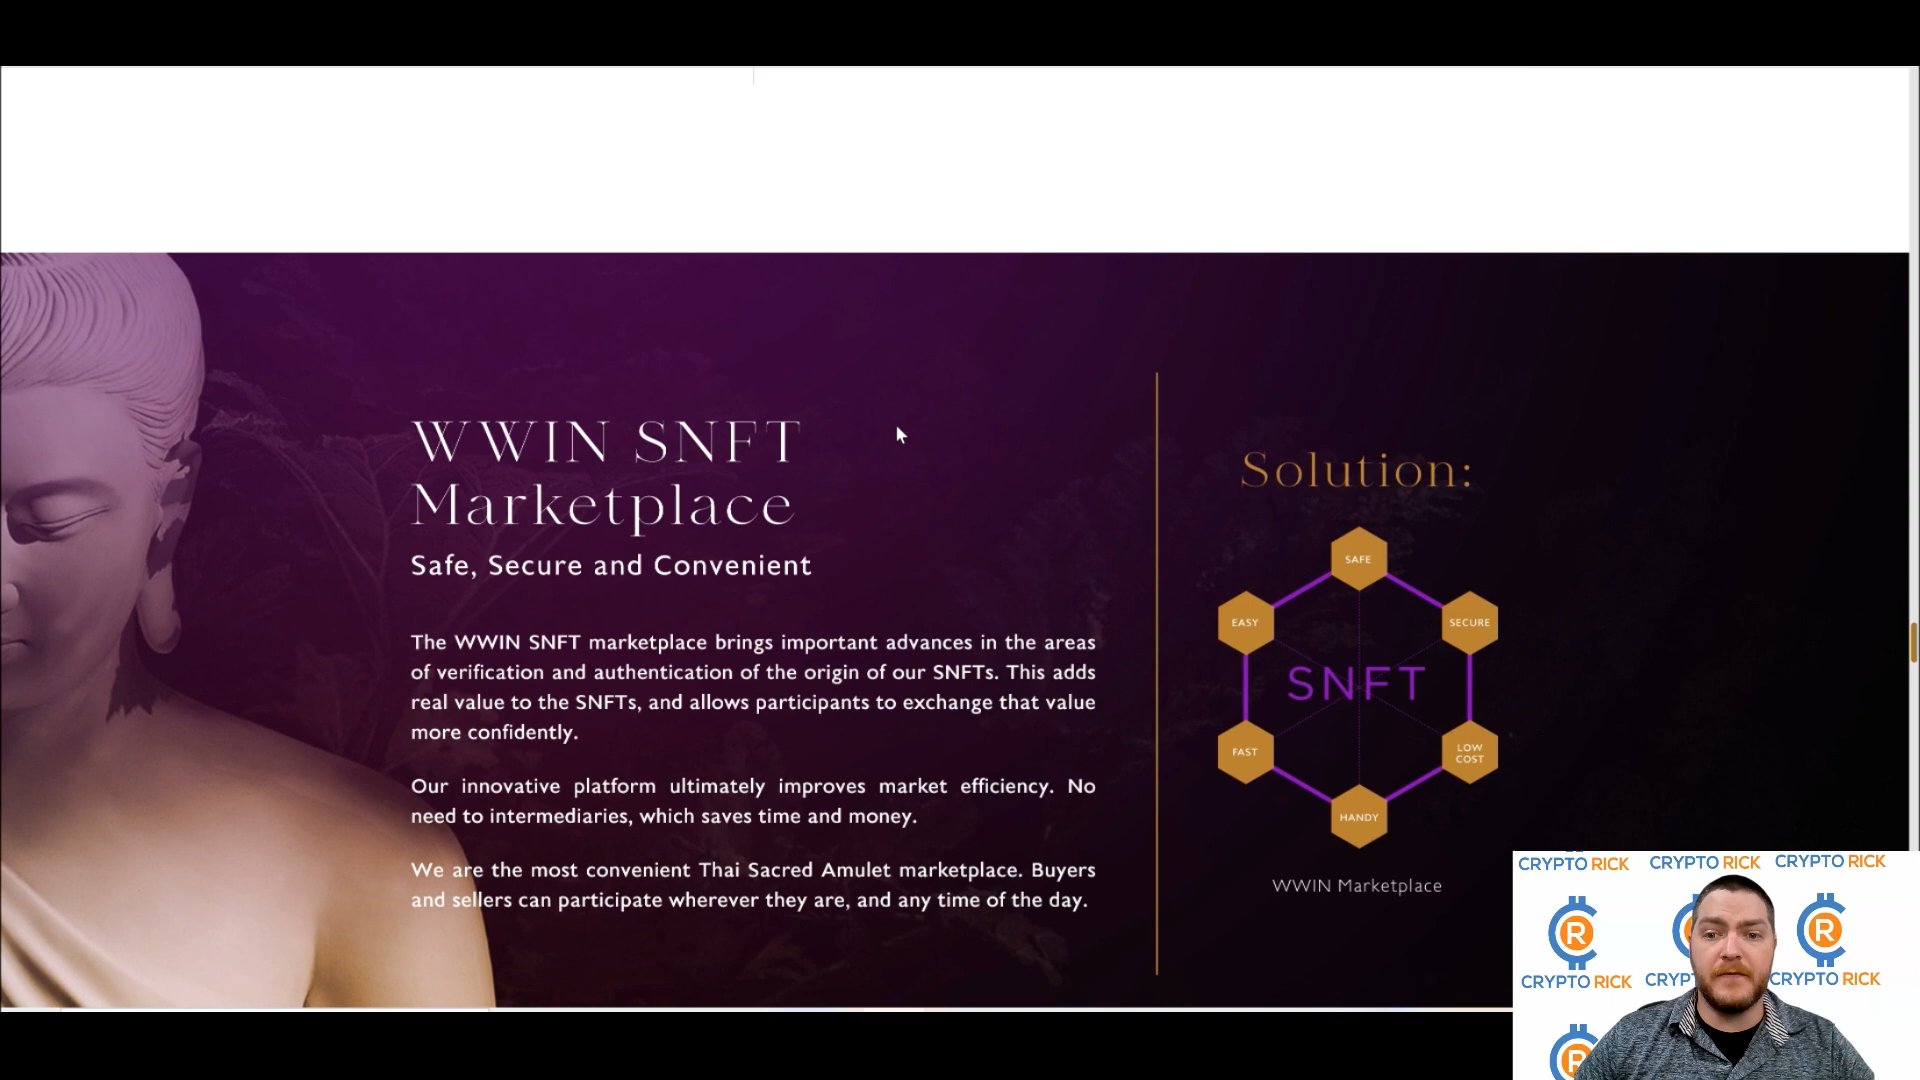 WWIN SNFT
Marketplace
Safe, Secure and Convenient
The WWIN SNFT marketplace brings important advances in the areas
of verification and authentication of the origin of our SNFTs. This adds
real value to the SNFTs, and allows participants to exchange that value
more confidently.
Our innovative platform ultimately improves market efficiency. No
need to intermediaries, which saves time and money.
We are the most convenient Thai Sacred Amulet marketplace. Buyers
and sellers can participate wherever they are, and any time of the day.
Solution:
SAFE
EASY
SECURE
SNFT
FAST
LOW
COST
HANDY
WWIN Marketplace
CRYPTO RICK
CRYPTO RICK
CRYPTO RICK
R
R
CRYPTO RICK
CRYPT
CRYPTO RICK
R